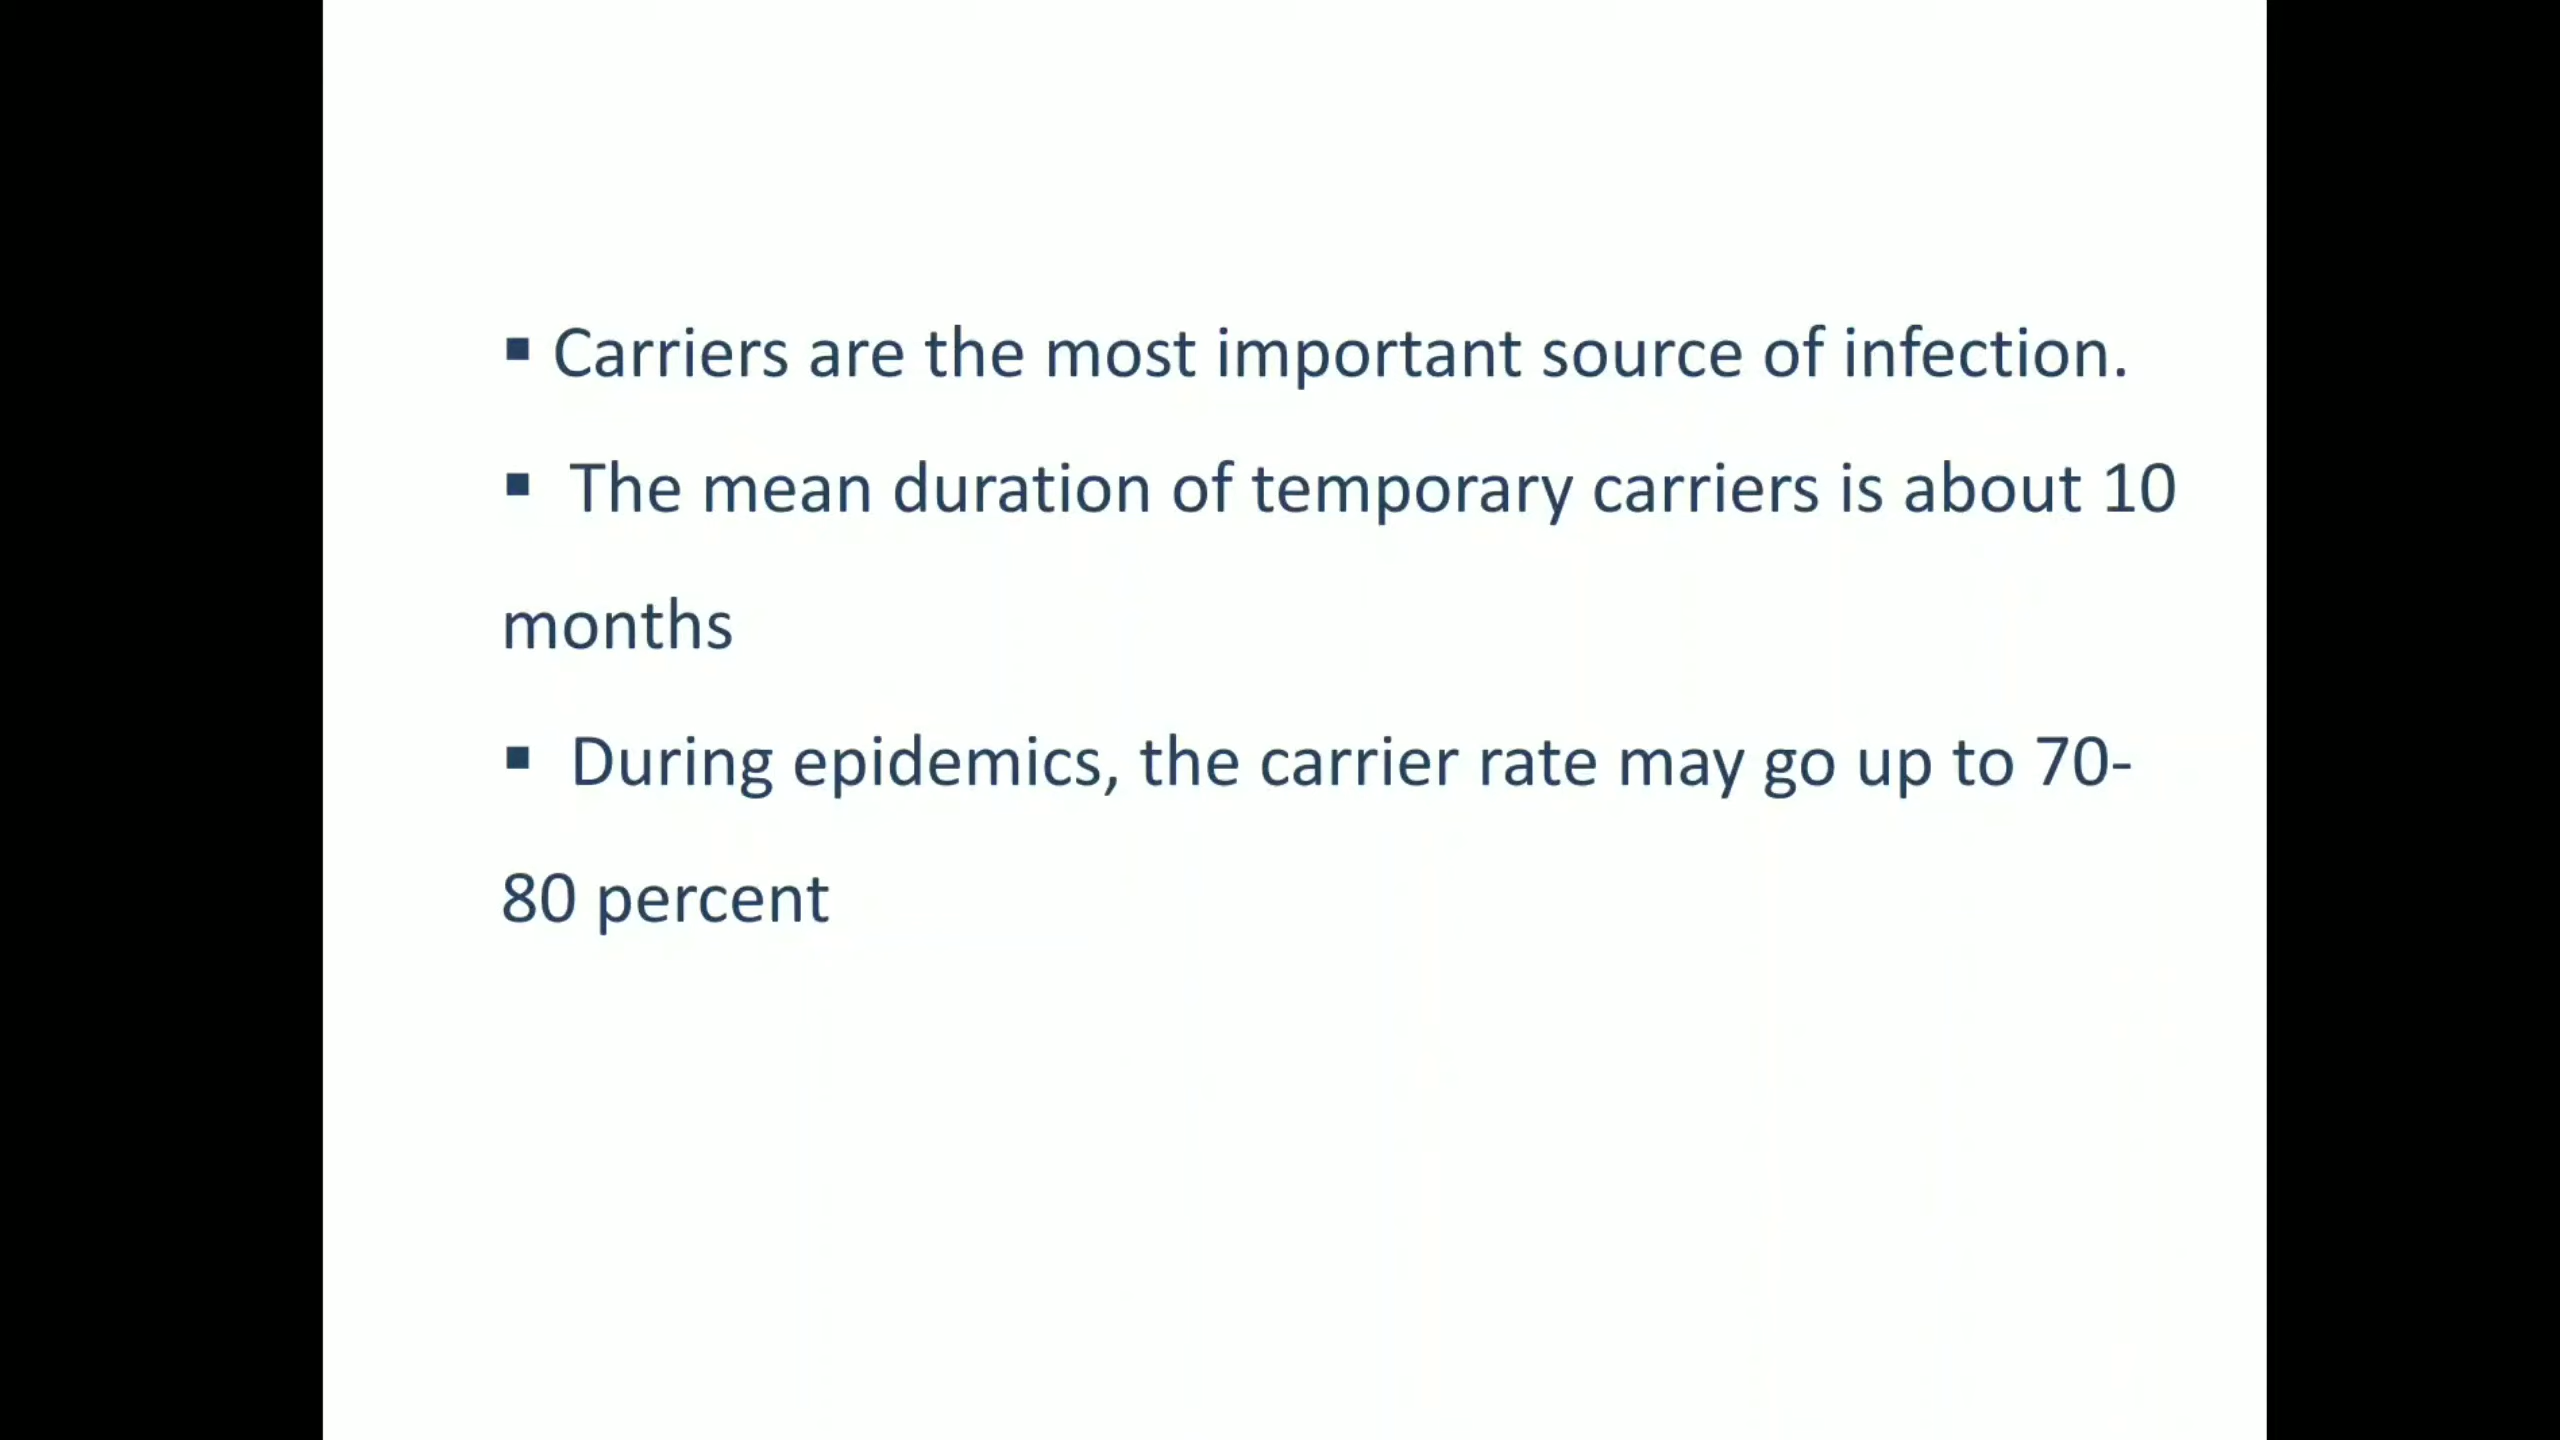 ▪ Carriers are the most important source of infection.
▪ The mean duration of temporary carriers is about 10
months
▪ During epidemics, the carrier rate may go up to 70-
80 percent